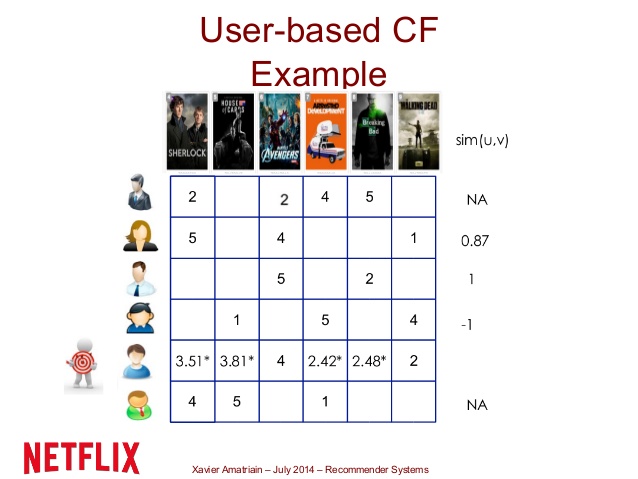 User-based CF
Example
SHERLOCK
HOUSE of CARDS
AVENGERS
ARRESTED DEVELOPMENT
Breaking Bad
WALKING DEAD
sim(u,v)
2 2 4 5 NA
5 4 1 0.87
5 2 1
1 5 4 -1
3.51* 3.81* 4 2.42* 2.48* 2
4 5 1 NA
NETFLIX
Xavier Amatriain – July 2014 – Recommender Systems